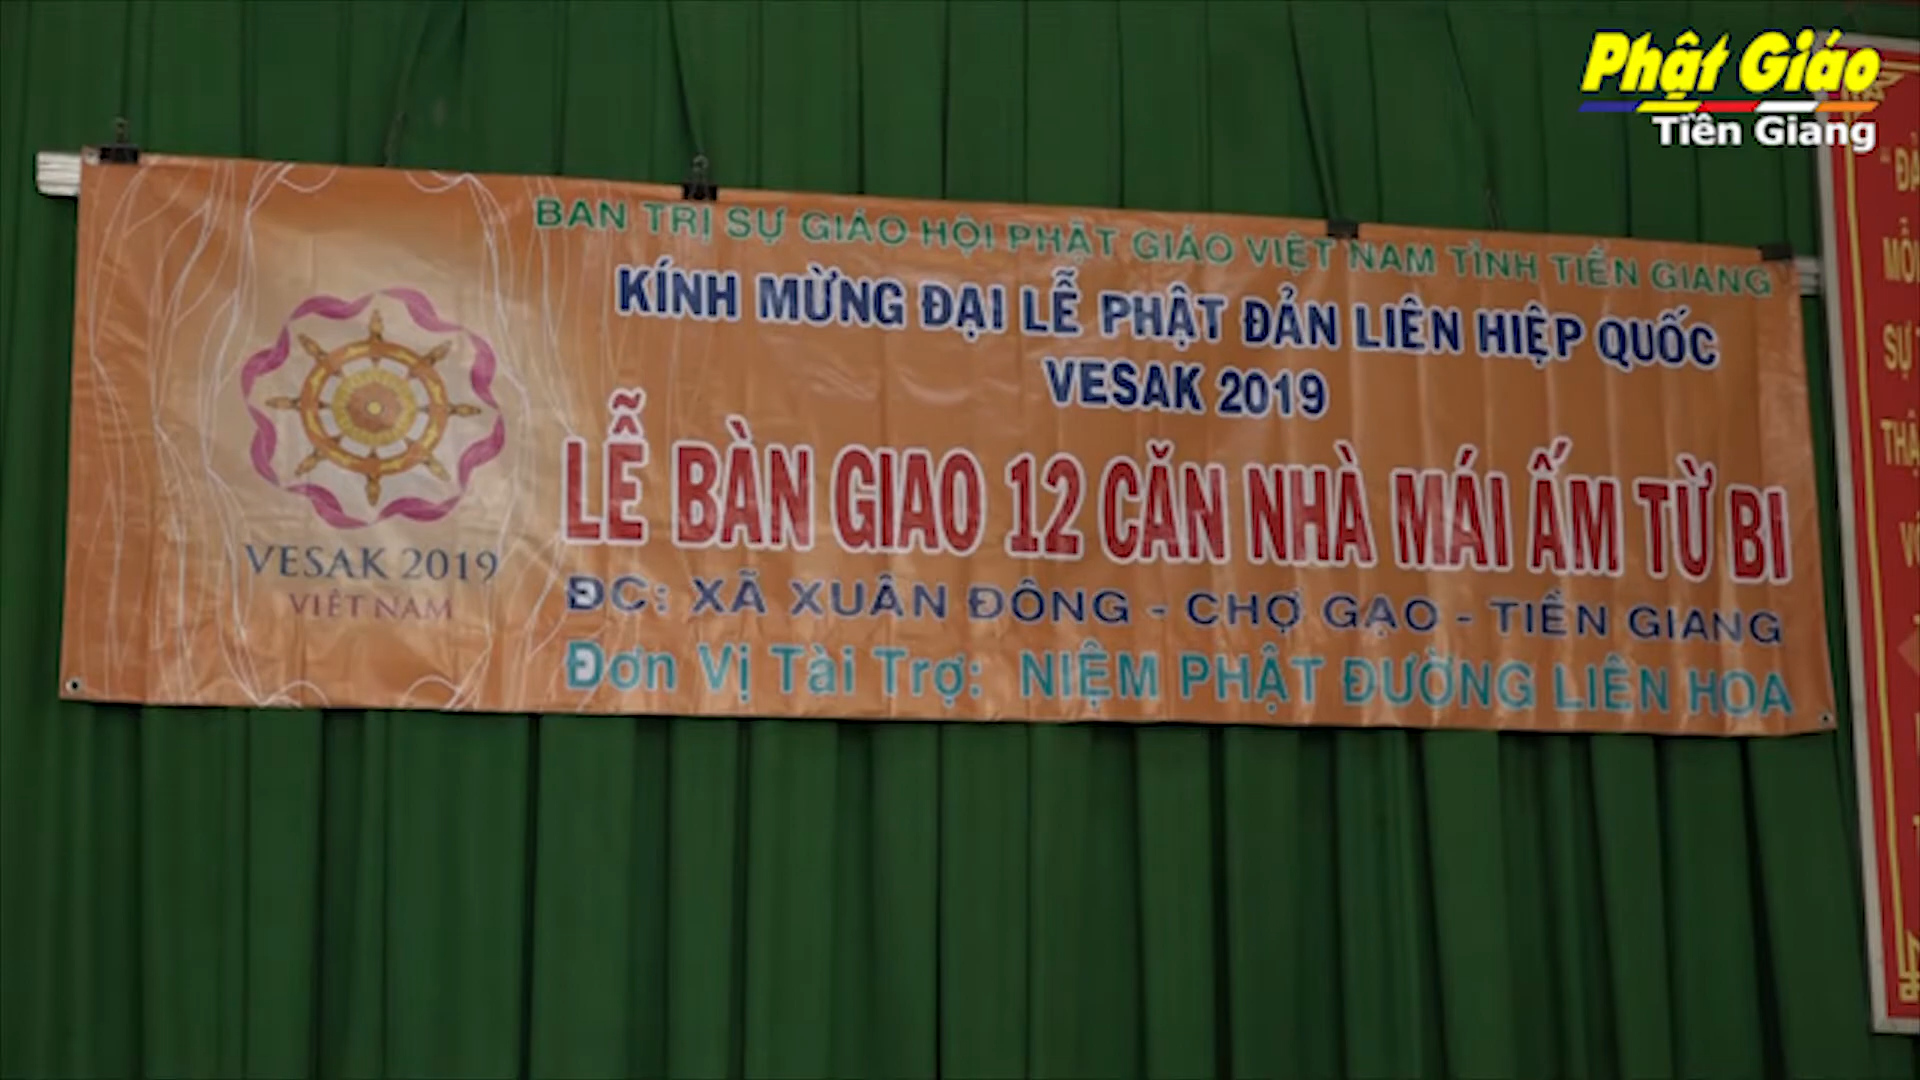 Phật Giáo
Tiền Giang
BAN TRỊ SỰ GIÁO HỘI PHẬT GIÁO VIỆT NAM TỈNH TIỀN GIANG
KÍNH MỪNG ĐẠI LỄ PHẬT ĐẢN LIÊN HIỆP QUỐC
VESAK 2019
LỄ BÀN GIAO 12 CĂN NHÀ MÁI ẤM TỪ BI
ĐC: XÃ XUÂN ĐÔNG - CHỢ GẠO - TIỀN GIANG
Đơn Vị Tài Trợ: NIỆM PHẬT ĐƯỜNG LIÊN HOA
VESAK 2019
VIỆT NAM
SỰ